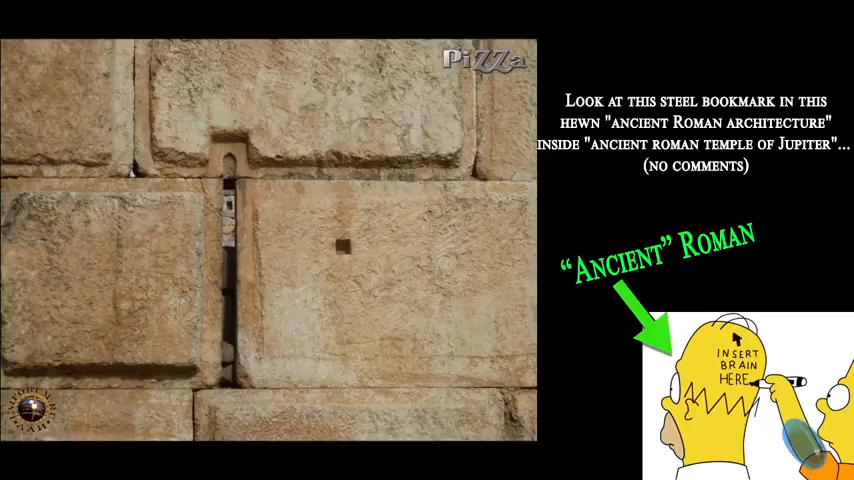 PiZZa
Look at this steel bookmark in this
hewn "ancient Roman architecture"
inside "ancient roman temple of Jupiter"...
(no comments)
"Ancient" Roman
INSERT
BRAIN
HERE